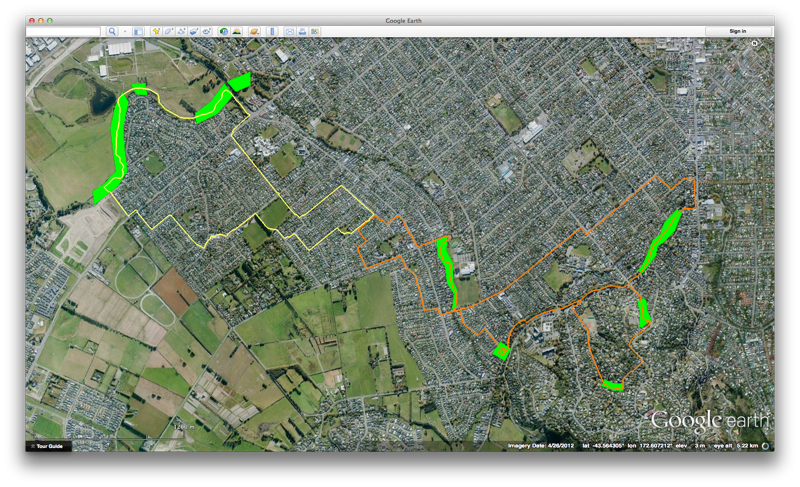 Google Earth
Sign in
Google earth
Tour Guide
Imagery Date: 4/26/2012 lat -43.564305° lon 172.607212° elev 3 m eye alt 5.22 km